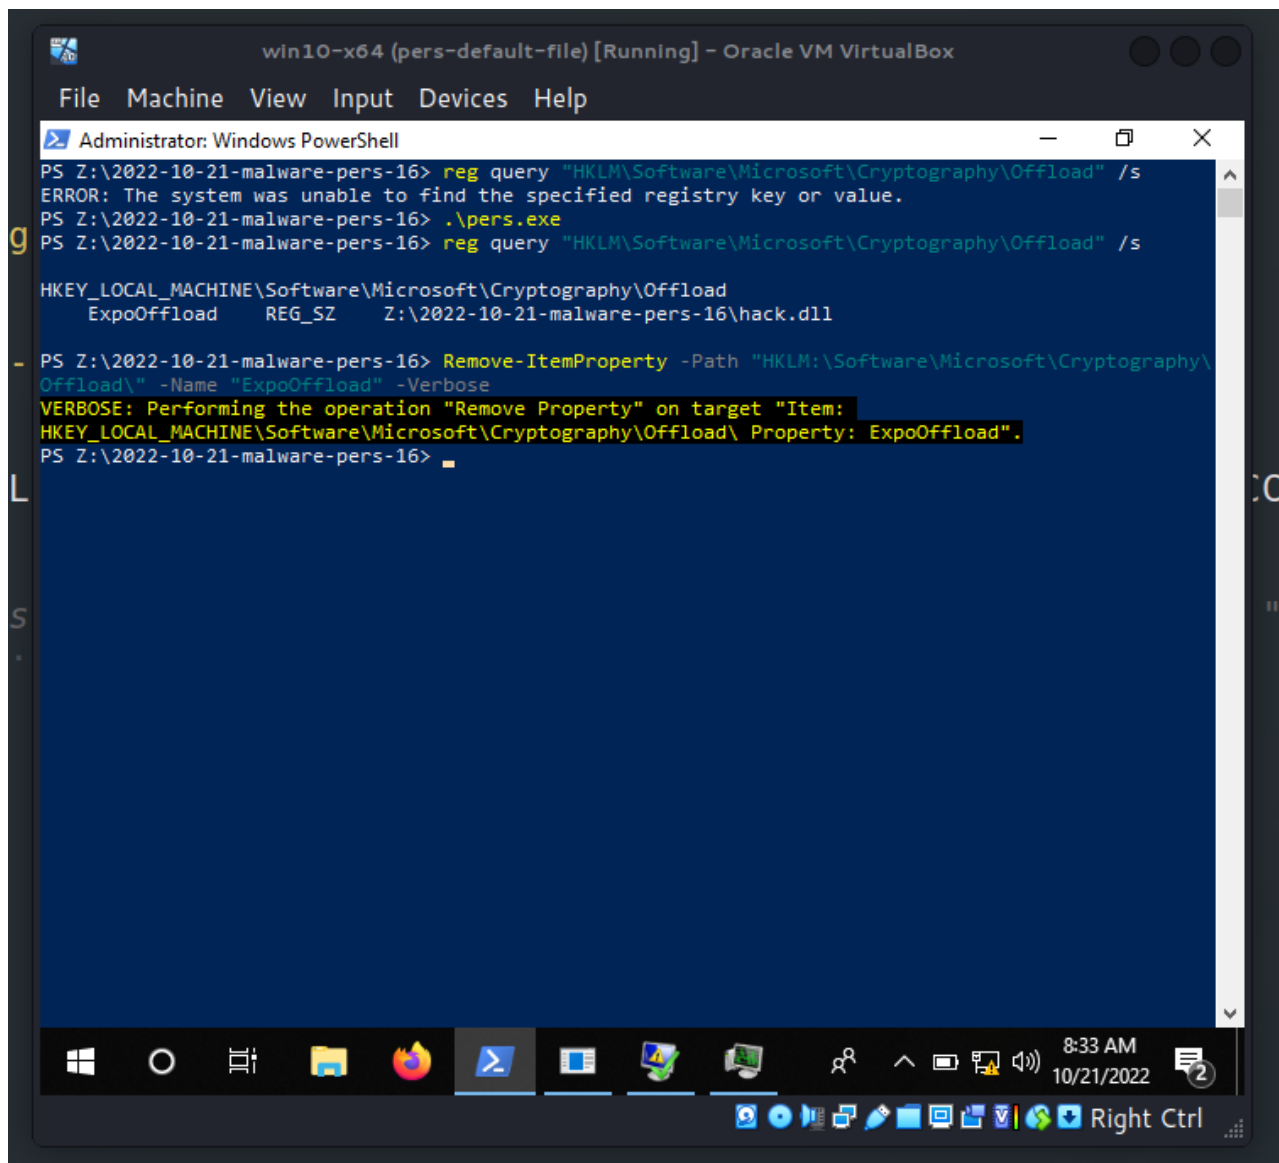 win10-x64 (pers-default-file) [Running] - Oracle VM VirtualBox
File Machine View Input Devices Help
Administrator: Windows PowerShell
PS Z:\2022-10-21-malware-pers-16> reg query "HKLM\Software\Microsoft\Cryptography\Offload" /s
ERROR: The system was unable to find the specified registry key or value.
PS Z:\2022-10-21-malware-pers-16> .\pers.exe
g
PS Z:\2022-10-21-malware-pers-16> reg query "HKLM\Software\Microsoft\Cryptography\Offload" /s
HKEY_LOCAL_MACHINE\Software\Microsoft\Cryptography\Offload
ExpoOffload REG_SZ Z:\2022-10-21-malware-pers-16\hack.dll
-
PS Z:\2022-10-21-malware-pers-16> Remove-ItemProperty -Path "HKLM:\Software\Microsoft\Cryptography\
Offload\" -Name "ExpoOffload" -Verbose
VERBOSE: Performing the operation "Remove Property" on target "Item:
HKEY_LOCAL_MACHINE\Software\Microsoft\Cryptography\Offload\ Property: ExpoOffload".
PS Z:\2022-10-21-malware-pers-16>
L
s "
8:33 AM
10/21/2022
2
Right Ctrl